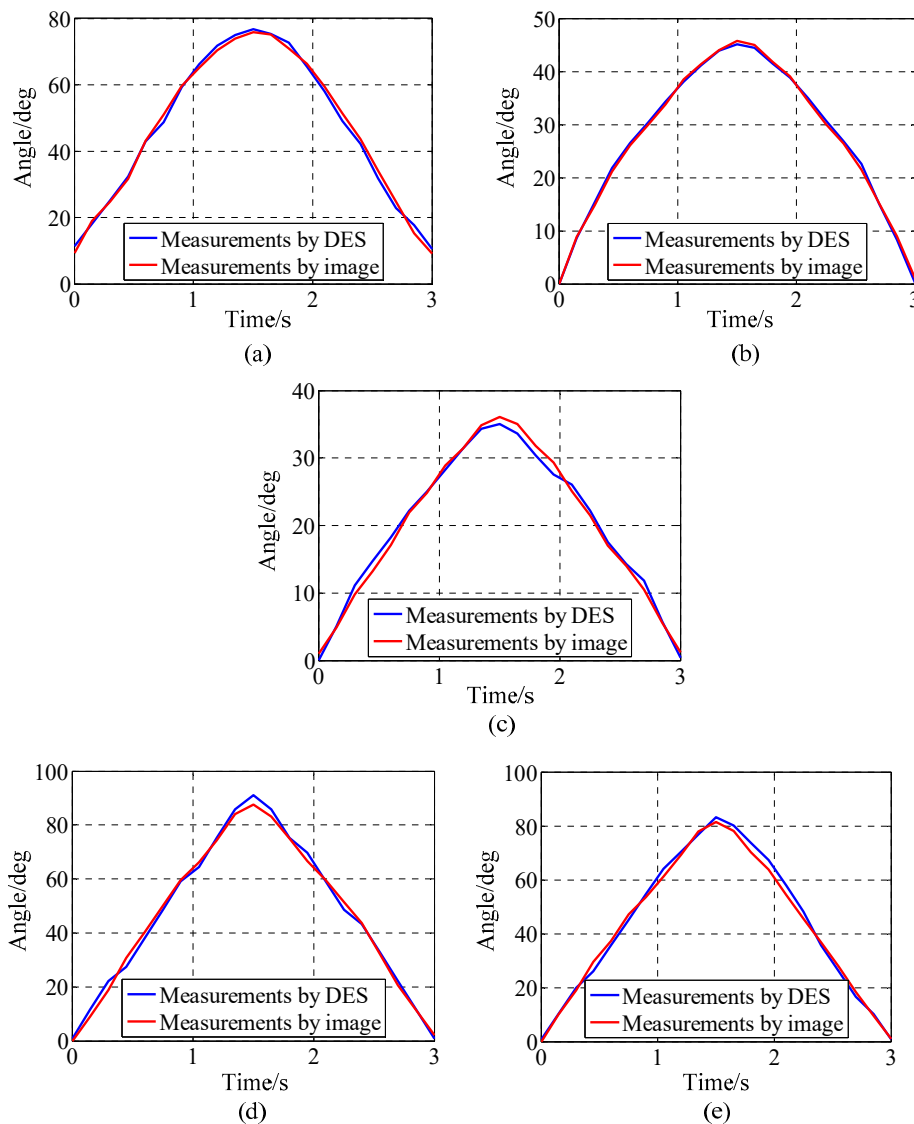 80
60
40
20
0
Angle/deg
Measurements by DES
Measurements by image
0 1 2 3
Time/s
(a)
50
40
30
20
10
0
Angle/deg
Measurements by DES
Measurements by image
0 1 2 3
Time/s
(b)
40
30
20
10
0
Angle/deg
Measurements by DES
Measurements by image
0 1 2 3
Time/s
(c)
100
80
60
40
20
0
Angle/deg
Measurements by DES
Measurements by image
0 1 2 3
Time/s
(d)
100
80
60
40
20
0
Angle/deg
Measurements by DES
Measurements by image
0 1 2 3
Time/s
(e)